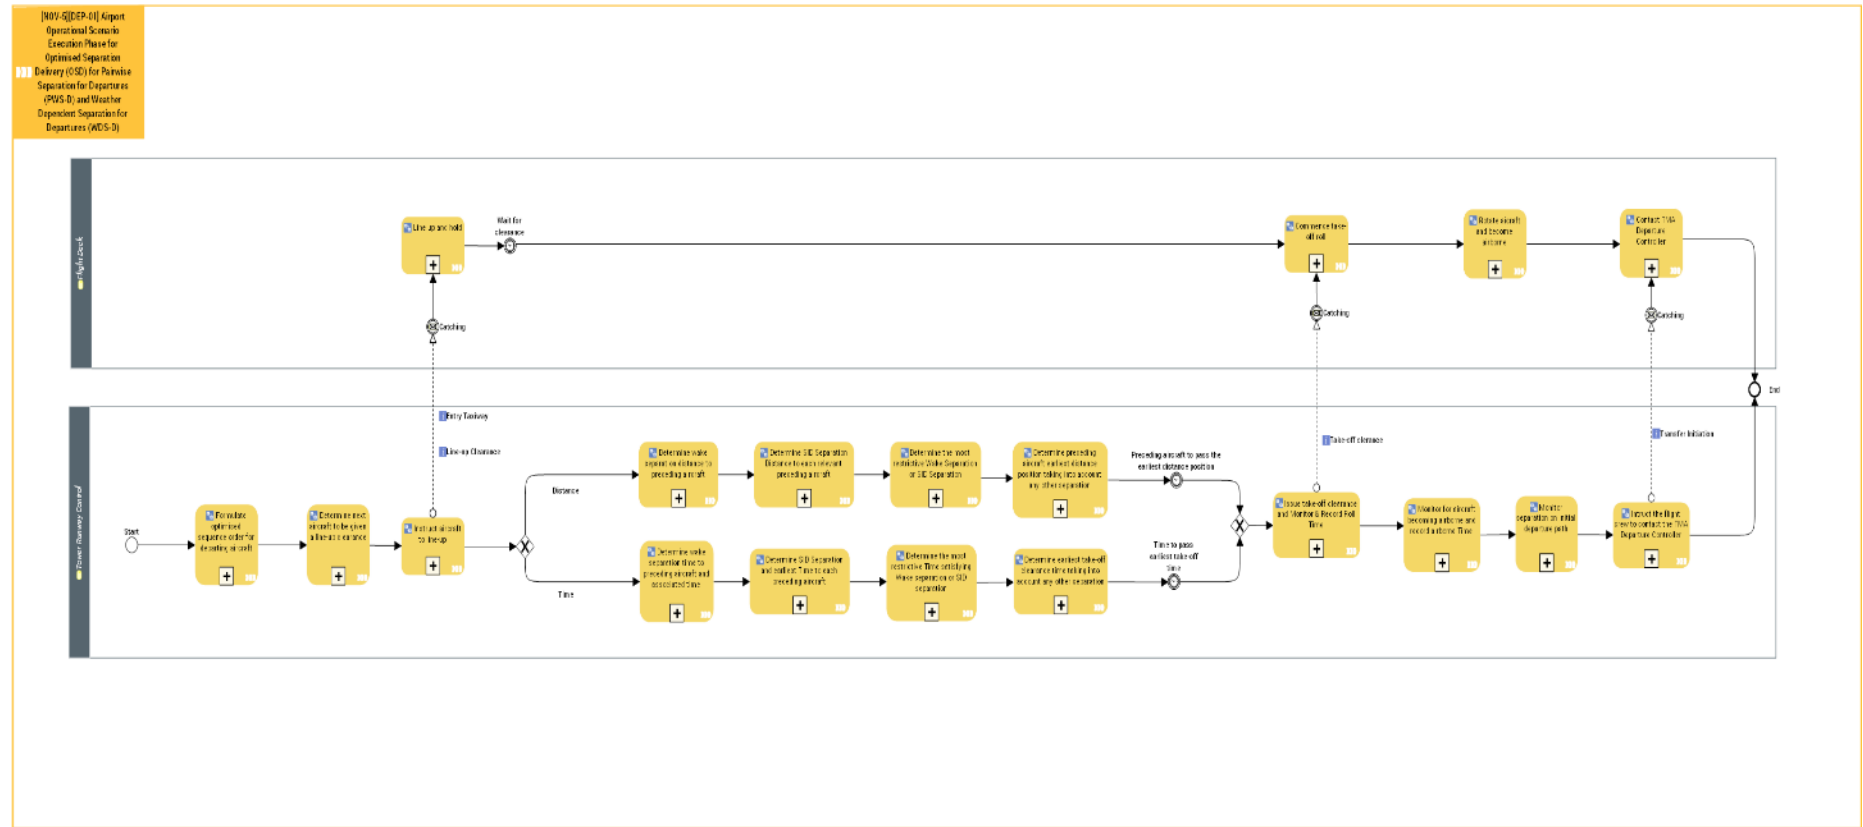 [NOV-5][DEP-01] Airport
Operational Scenario
Execution Phase for
Optimised Separation
Delivery (OSD) for Pairwise
Separation for Departures
(PWS-D) and Weather
Dependent Separation for
Departures (WDS-D)
Flight Deck
Line up and hold
Wait for
clearance
Commence take-
off roll
Rotate aircraft
and become
airborne
Contact TMA
Departure
Controller
Catching
Catching
Catching
End
Tower Runway Control
Entry Taxiway
Line-up Clearance
Take-off clerance
Transfer Initiation
Start
Formulate
optimised
sequence order for
departing aircraft
Determine next
aircraft to be given
a line-up clearance
Instruct aircraft
to line-up
Distance
Time
Determine wake
separation distance to
preceding aircraft
Determine SID Separation
Distance to each relevant
preceding aircraft
Determine the most
restrictive Wake Separation
or SID Separation
Determine preceding
aircraft earliest distance
position taking into account
any other separation
Preceding aircraft to pass the
earliest distance position
Determine wake
separation time to
preceding aircraft and
associated time
Determine SID Separation
and earliest Time to each
preceding aircraft
Determine the most
restrictive Time satisfying
Wake separation or SID
separation
Determine earliest take-off
clearance time taking into
account any other separation
Time to pass
earliest take off
time
Issue take-off clearance
and Monitor & Record Roll
Time
Monitor for aircraft
becoming airborne and
record airborne Time
Monitor
separation on initial
departure path
Intruct the flight
crew to contact the TMA
Departure Controller